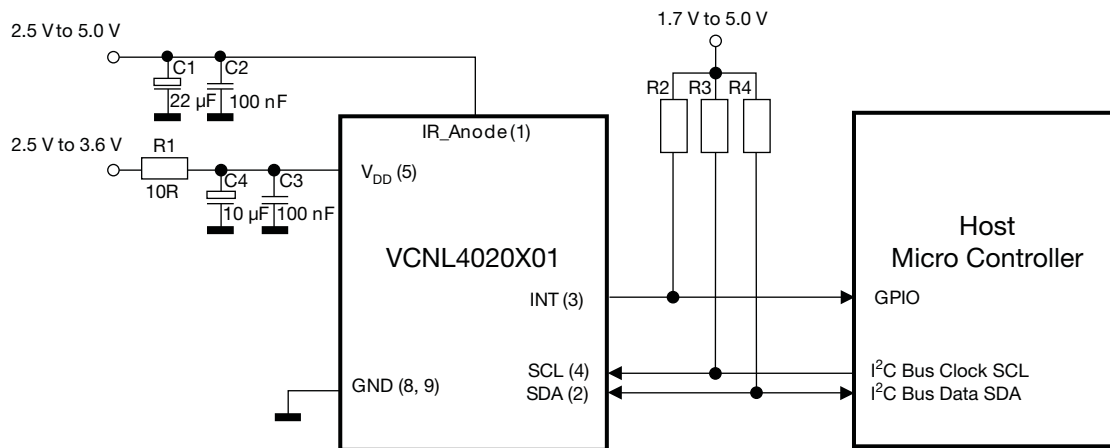 2.5 V to 5.0 V
C1
C2
22 µF
100 nF
1.7 V to 5.0 V
R2
R3
R4
IR_Anode (1)
2.5 V to 3.6 V
R1
10R
C4
C3
10 µF
100 nF
VDD (5)
VCNL4020X01
Host
Micro Controller
INT (3)
GPIO
SCL (4)
I²C Bus Clock SCL
GND (8, 9)
SDA (2)
I²C Bus Data SDA